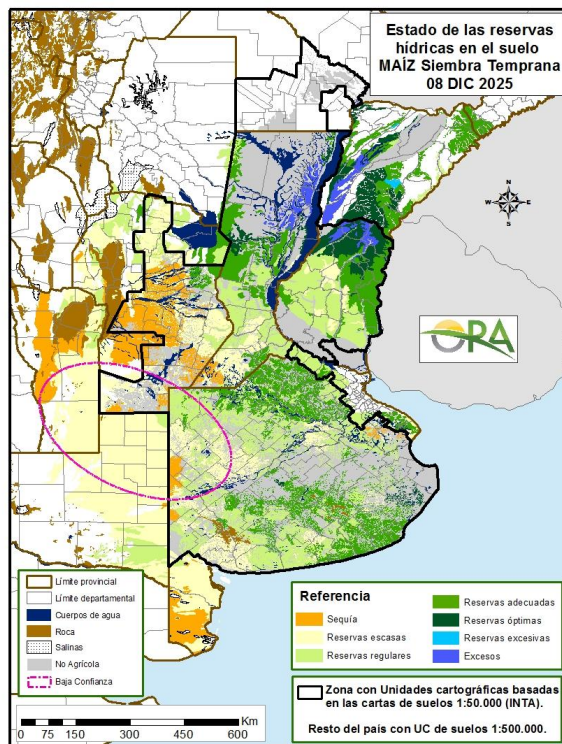 Estado de las reservas
hídricas en el suelo
MAÍZ Siembra Temprana
08 DIC 2025
N
W E
S
ORA
Límite provincial
Límite departamental
Cuerpos de agua
Roca
Salinas
No Agrícola
Baja Confianza
Referencia
Sequía
Reservas escasas
Reservas regulares
Reservas adecuadas
Reservas óptimas
Reservas excesivas
Excesos
Zona con Unidades cartográficas basadas
en las cartas de suelos 1:50.000 (INTA).
Resto del país con UC de suelos 1:500.000.
Km
0 75 150 300 450 600